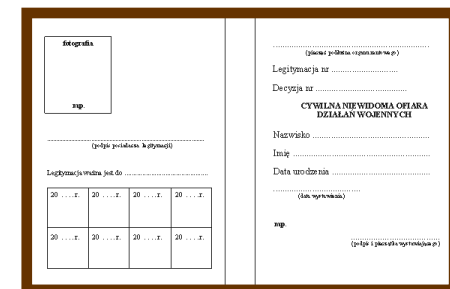 fotografia
mp.
(podpis posiadacza legitymacji)
Legitymacja ważna jest do
20 ....r. 20 ....r. 20 ....r. 20 ....r.
20 ....r. 20 ....r. 20 ....r. 20 ....r.
(pieczęć podłużna organu rentowego)
Legitymacja nr
Decyzja nr
CYWILNA NIEWIDOMA OFIARA
DZIAŁAŃ WOJENNYCH
Nazwisko
Imię
Data urodzenia
(data wystawienia)
mp.
(podpis i pieczątka wystawiającego)